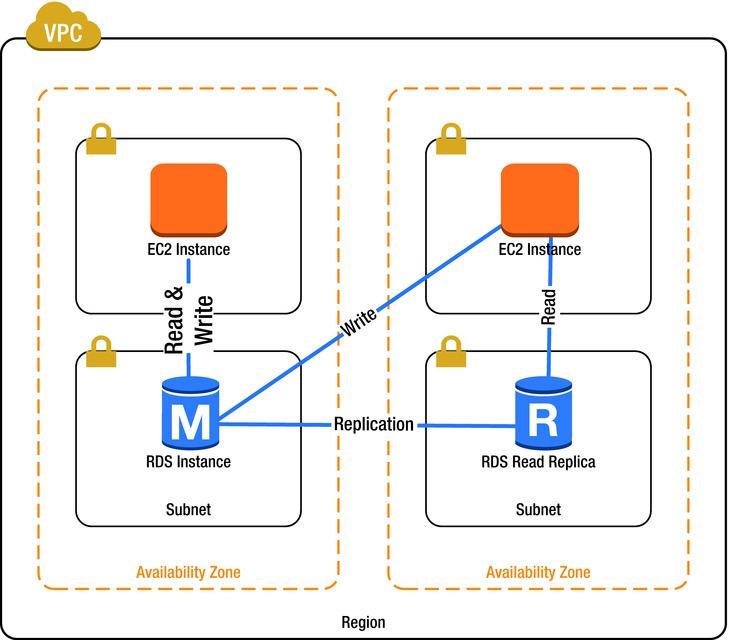 VPC
EC2 Instance
EC2 Instance
Read &
Write
Write
Read
M
Replication
R
RDS Instance
RDS Read Replica
Subnet
Subnet
Availability Zone
Availability Zone
Region